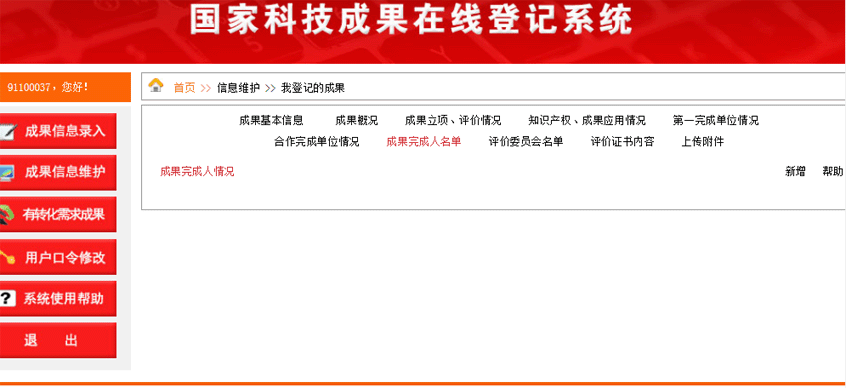 国家科技成果在线登记系统
91100037，您好！
首页 >> 信息维护 >> 我登记的成果
成果信息录入
成果信息维护
有转化需求成果
用户口令修改
系统使用帮助
退 出
成果基本信息 成果概况 成果立项、评价情况 知识产权、成果应用情况 第一完成单位情况
合作完成单位情况 成果完成人名单 评价委员会名单 评价证书内容 上传附件
成果完成人情况 新增 帮助